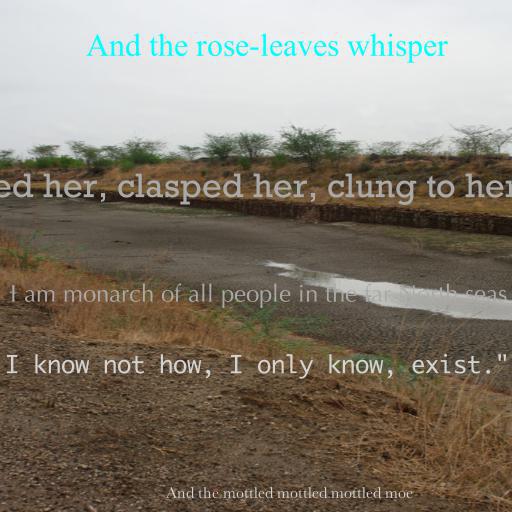 And the rose-leaves whisper
ed her, clasped her, clung to her
I am monarch of all people in the far North seas
I know not how, I only know, exist."
And the mottled mottled mottled moe